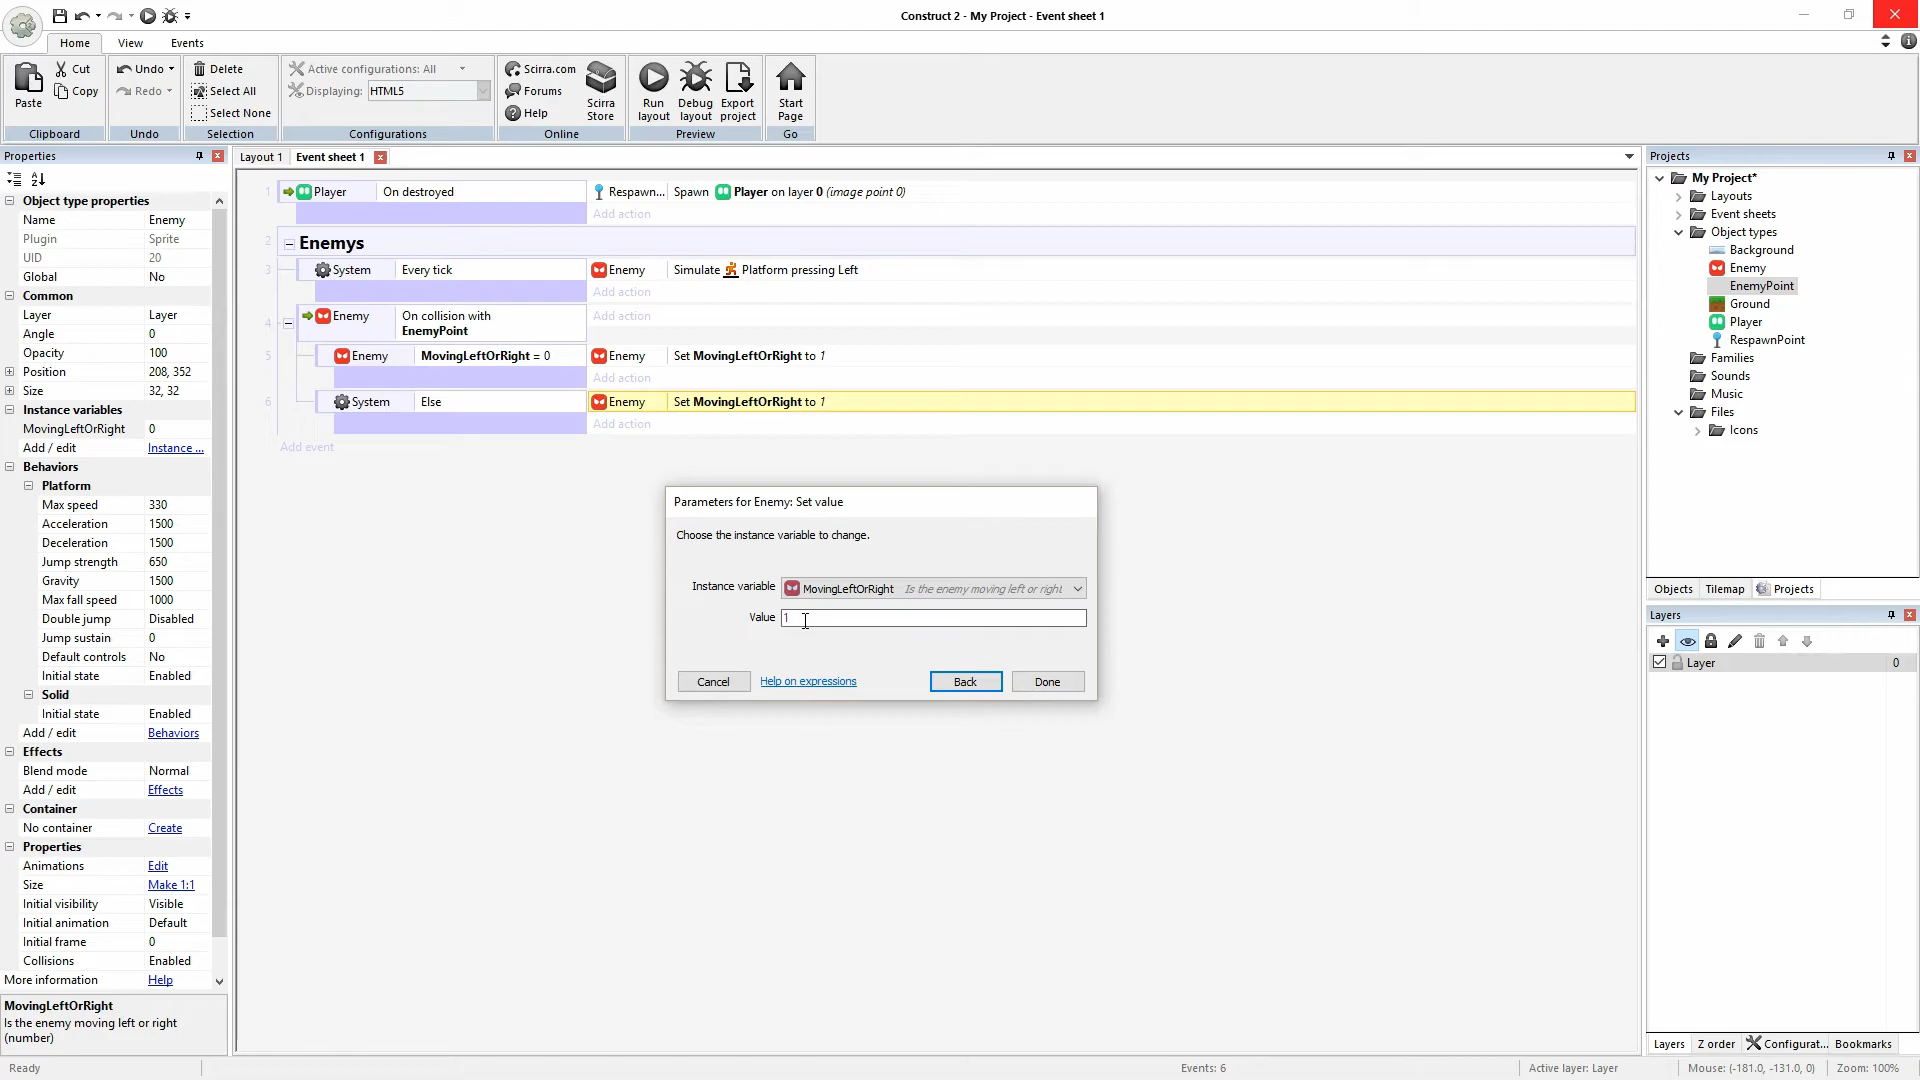 Construct 2 - My Project - Event sheet 1
Home
View
Events
Paste
Cut
Copy
Clipboard
Undo
Redo
Undo
Delete
Select All
Select None
Selection
Active configurations: All
Displaying:
HTML5
Configurations
Scirra.com
Forums
Help
Scirra
Store
Online
Run
layout
Debug
layout
Export
project
Preview
Start
Page
Go
Properties
Object type properties
Name Enemy
Plugin Sprite
UID 20
Global No
Common
Layer Layer
Angle 0
Opacity 100
Position 208, 352
Size 32, 32
Instance variables
MovingLeftOrRight 0
Add / edit Instance ...
Behaviors
Platform
Max speed 330
Acceleration 1500
Deceleration 1500
Jump strength 650
Gravity 1500
Max fall speed 1000
Double jump Disabled
Jump sustain 0
Default controls No
Initial state Enabled
Solid
Initial state Enabled
Add / edit Behaviors
Effects
Blend mode Normal
Add / edit Effects
Container
No container Create
Properties
Animations Edit
Size Make 1:1
Initial visibility Visible
Initial animation Default
Initial frame 0
Collisions Enabled
More information Help
MovingLeftOrRight
Is the enemy moving left or right
(number)
Layout 1
Event sheet 1
1 Player On destroyed Respawn... Spawn Player on layer 0 (image point 0)
Add action
2 Enemys
3 System Every tick Enemy Simulate Platform pressing Left
Add action
4 Enemy On collision with
EnemyPoint
Add action
5 Enemy MovingLeftOrRight = 0 Enemy Set MovingLeftOrRight to 1
Add action
6 System Else Enemy Set MovingLeftOrRight to 1
Add action
Add event
Parameters for Enemy: Set value
Choose the instance variable to change.
Instance variable MovingLeftOrRight Is the enemy moving left or right
Value 1
Cancel
Help on expressions
Back
Done
Projects
My Project*
Layouts
Event sheets
Object types
Background
Enemy
EnemyPoint
Ground
Player
RespawnPoint
Families
Sounds
Music
Files
Icons
Objects
Tilemap
Projects
Layers
Layer 0
Layers
Z order
Configurat...
Bookmarks
Ready
Events: 6
Active layer: Layer
Mouse: (-181.0, -131.0, 0)
Zoom: 100%